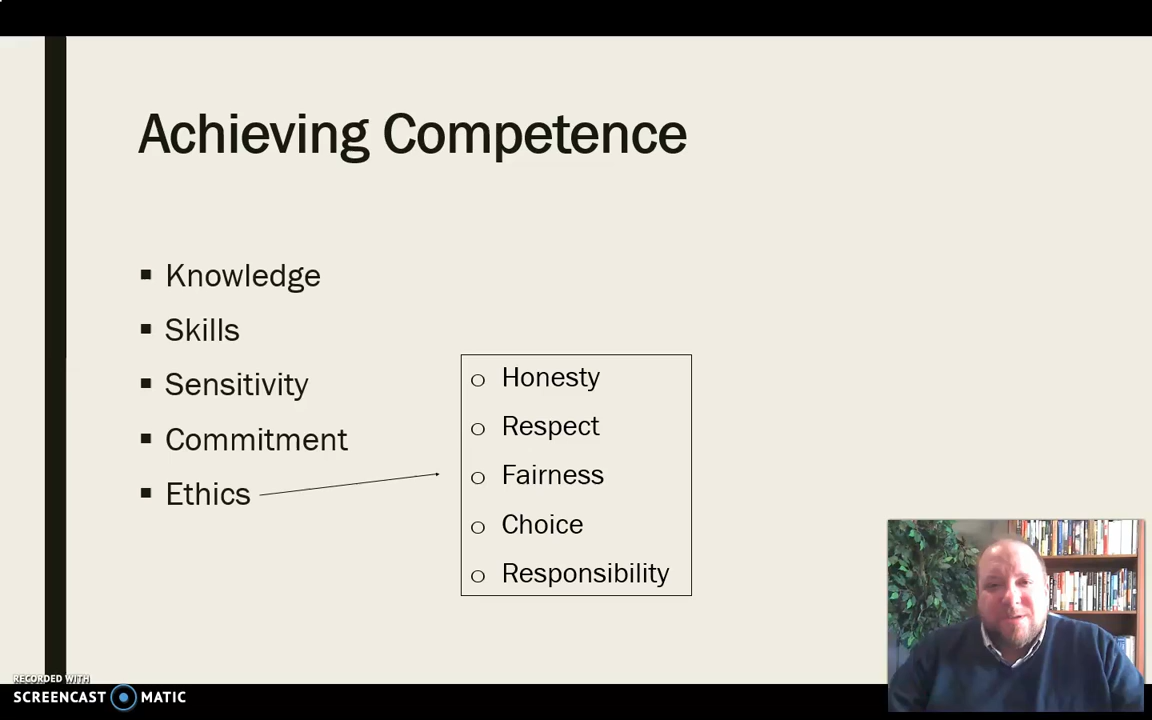 Achieving Competence
▪ Knowledge
▪ Skills
▪ Sensitivity
▪ Commitment
▪ Ethics
o Honesty
o Respect
o Fairness
o Choice
o Responsibility
RECORDED WITH
SCREENCAST MATIC